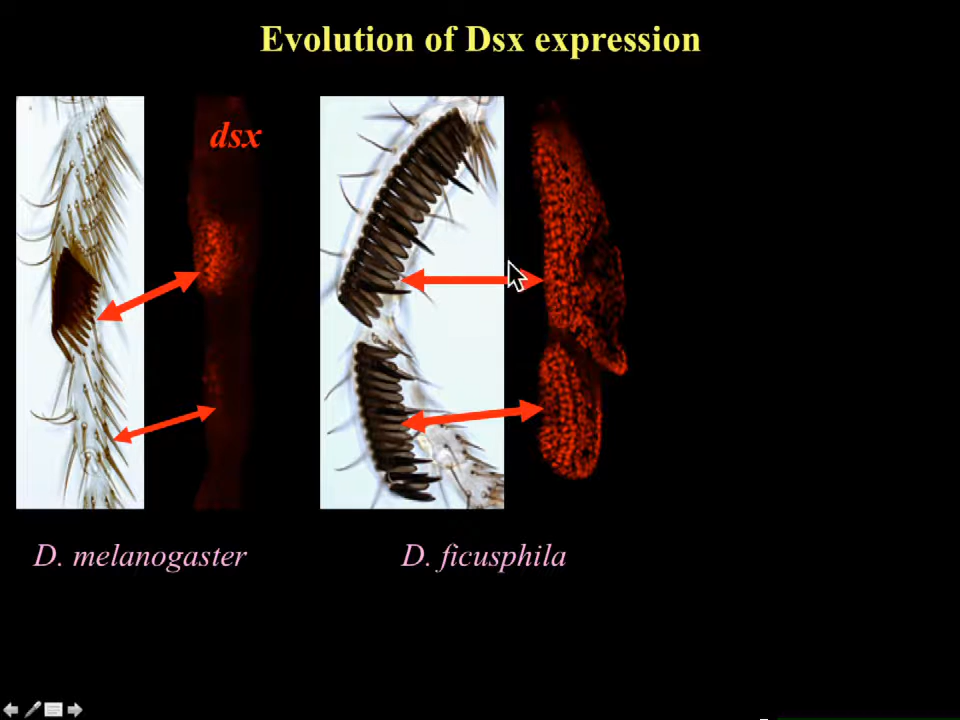 Evolution of Dsx expression
dsx
D. melanogaster
D. ficusphila